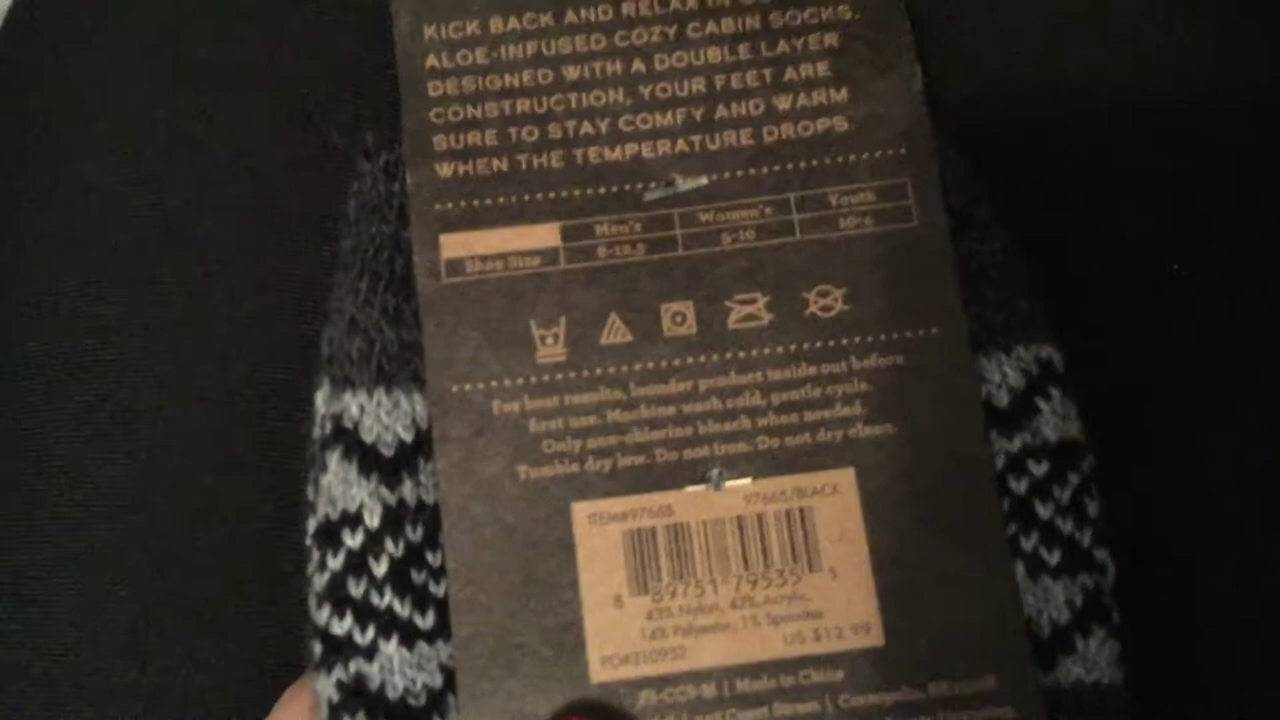 KICK BACK AND RELAX IN
ALOE-INFUSED COZY CABIN SOCKS.
DESIGNED WITH A DOUBLE LAYER
CONSTRUCTION, YOUR FEET ARE
SURE TO STAY COMFY AND WARM
WHEN THE TEMPERATURE DROPS.
Men's Women's Youth
Shoe Size 8-12.5 5-10
For best results, launder product inside out before
first use. Machine wash cold, gentle cycle.
Only non-chlorine bleach when needed.
Tumble dry low. Do not iron. Do not dry clean.
ITEM#97665 97665/BLACK
8 89751 79535 3
43% Nylon, 42% Acrylic,
14% Polyester, 1% Spandex
US $12.99
PO#310952
Made in China